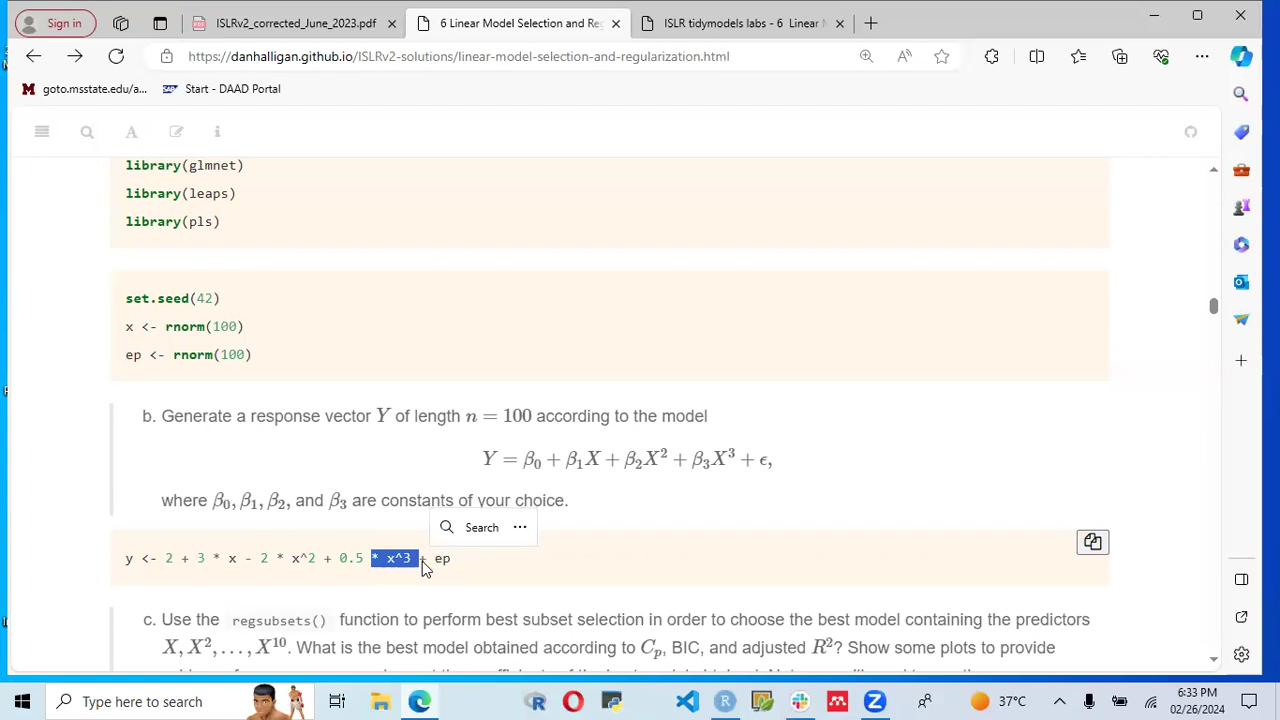 Sign in
ISLRv2_corrected_June_2023.pdf
6 Linear Model Selection and Reg
ISLR tidymodels labs - 6 Linear M
https://danhalligan.github.io/ISLRv2-solutions/linear-model-selection-and-regularization.html
goto.msstate.edu/a...
Start - DAAD Portal
library(glmnet)
library(leaps)
library(pls)
set.seed(42)
x <- rnorm(100)
ep <- rnorm(100)
b. Generate a response vector Y of length n = 100 according to the model
Y = β₀ + β₁X + β₂X² + β₃X³ + ϵ,
where β₀, β₁, β₂, and β₃ are constants of your choice.
Search
y <- 2 + 3 * x - 2 * x^2 + 0.5 * x^3 + ep
c. Use the regsubsets() function to perform best subset selection in order to choose the best model containing the predictors
X, X², …, X¹⁰. What is the best model obtained according to Cₚ, BIC, and adjusted R²? Show some plots to provide
Type here to search
37°C
6:33 PM
02/26/2024